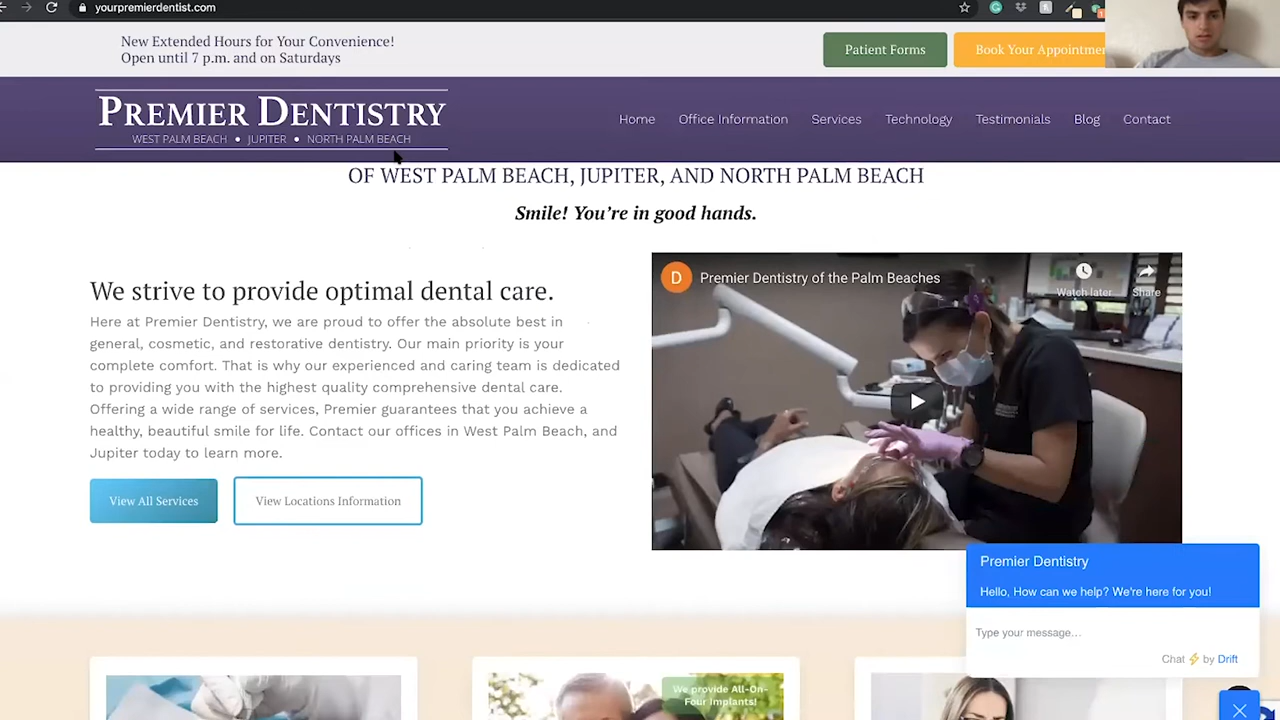 yourpremierdentist.com
New Extended Hours for Your Convenience!
Open until 7 p.m. and on Saturdays
Patient Forms
Book Your Appointmen
PREMIER DENTISTRY
WEST PALM BEACH • JUPITER • NORTH PALM BEACH
Home Office Information Services Technology Testimonials Blog Contact
OF WEST PALM BEACH, JUPITER, AND NORTH PALM BEACH
Smile! You're in good hands.
We strive to provide optimal dental care.
Here at Premier Dentistry, we are proud to offer the absolute best in
general, cosmetic, and restorative dentistry. Our main priority is your
complete comfort. That is why our experienced and caring team is dedicated
to providing you with the highest quality comprehensive dental care.
Offering a wide range of services, Premier guarantees that you achieve a
healthy, beautiful smile for life. Contact our offices in West Palm Beach, and
Jupiter today to learn more.
View All Services
View Locations Information
D
Premier Dentistry of the Palm Beaches
Watch later
Share
Premier Dentistry
Hello, How can we help? We're here for you!
Type your message...
Chat ⚡ by Drift
We provide All-On-
Four Implants!